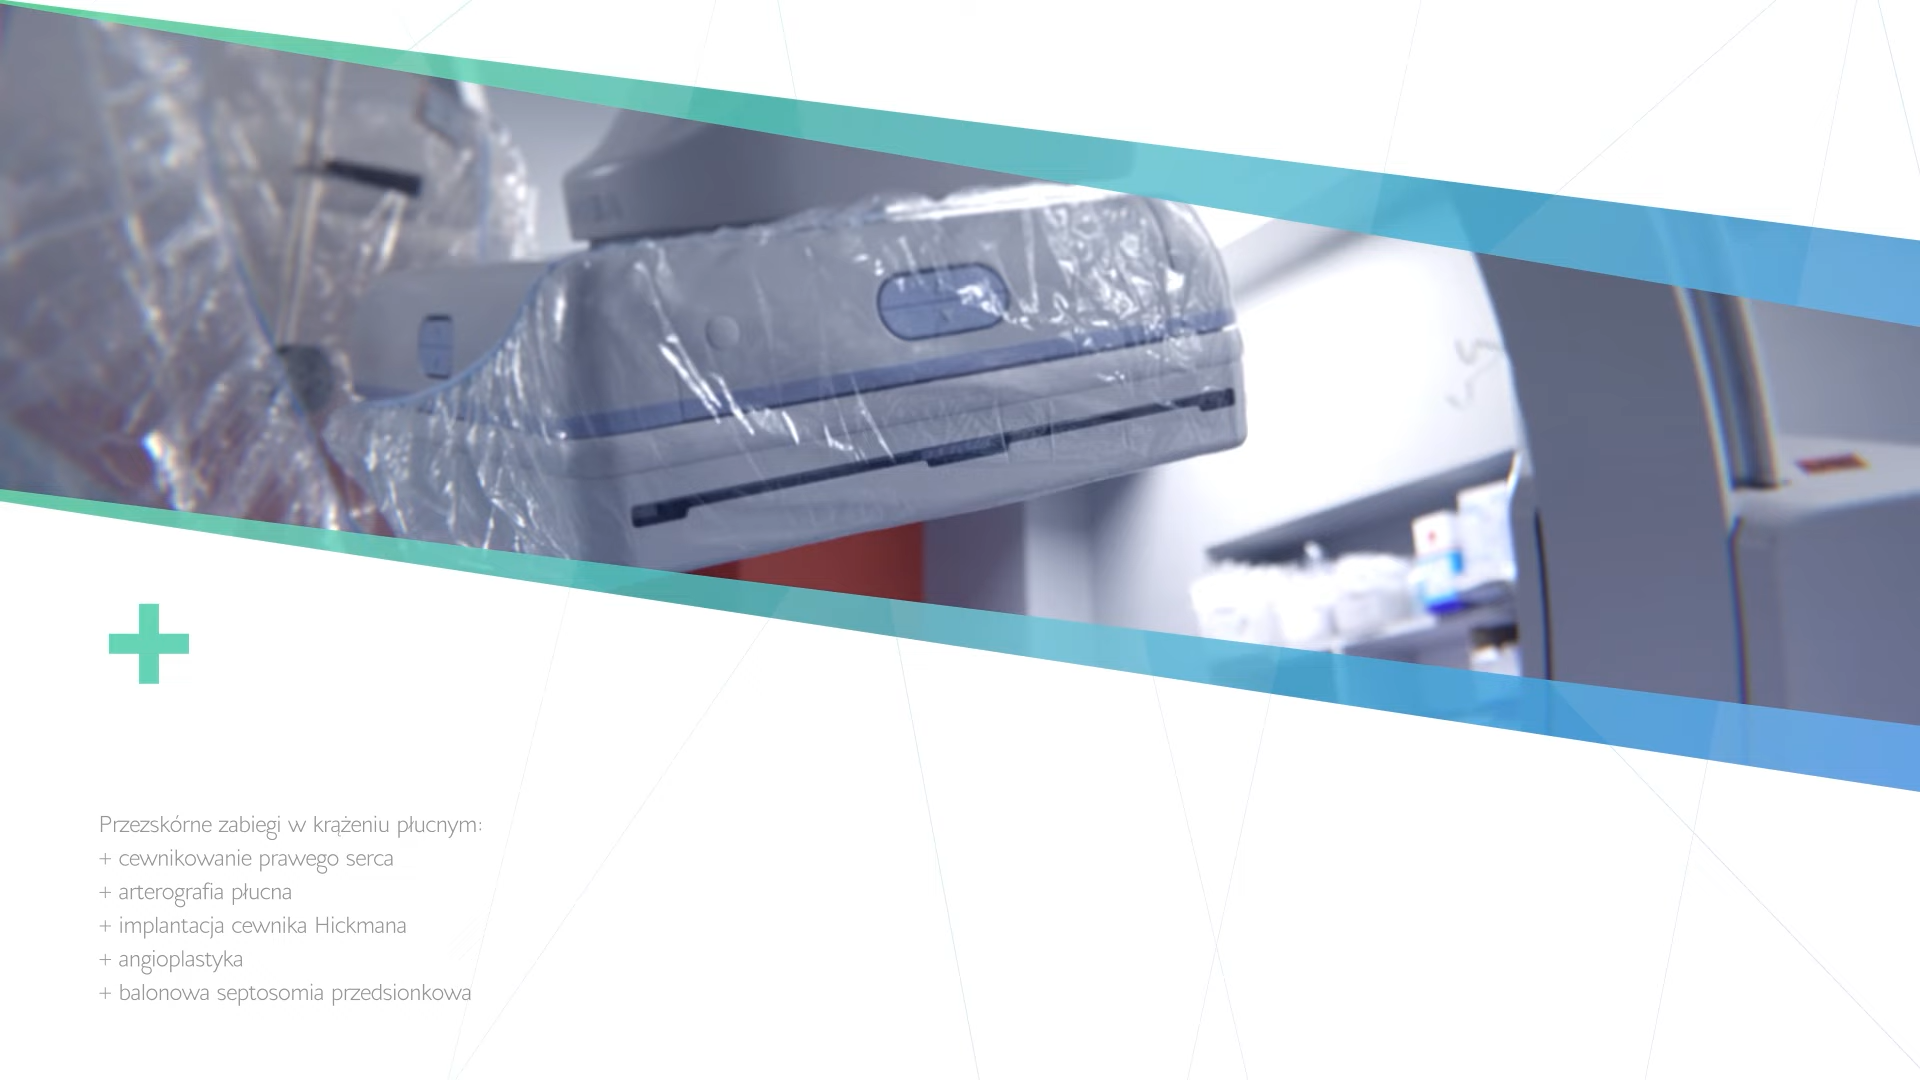 Przezskórne zabiegi w krążeniu płucnym:
+ cewnikowanie prawego serca
+ arterografia płucna
+ implantacja cewnika Hickmana
+ angioplastyka
+ balonowa septosomia przedsionkowa